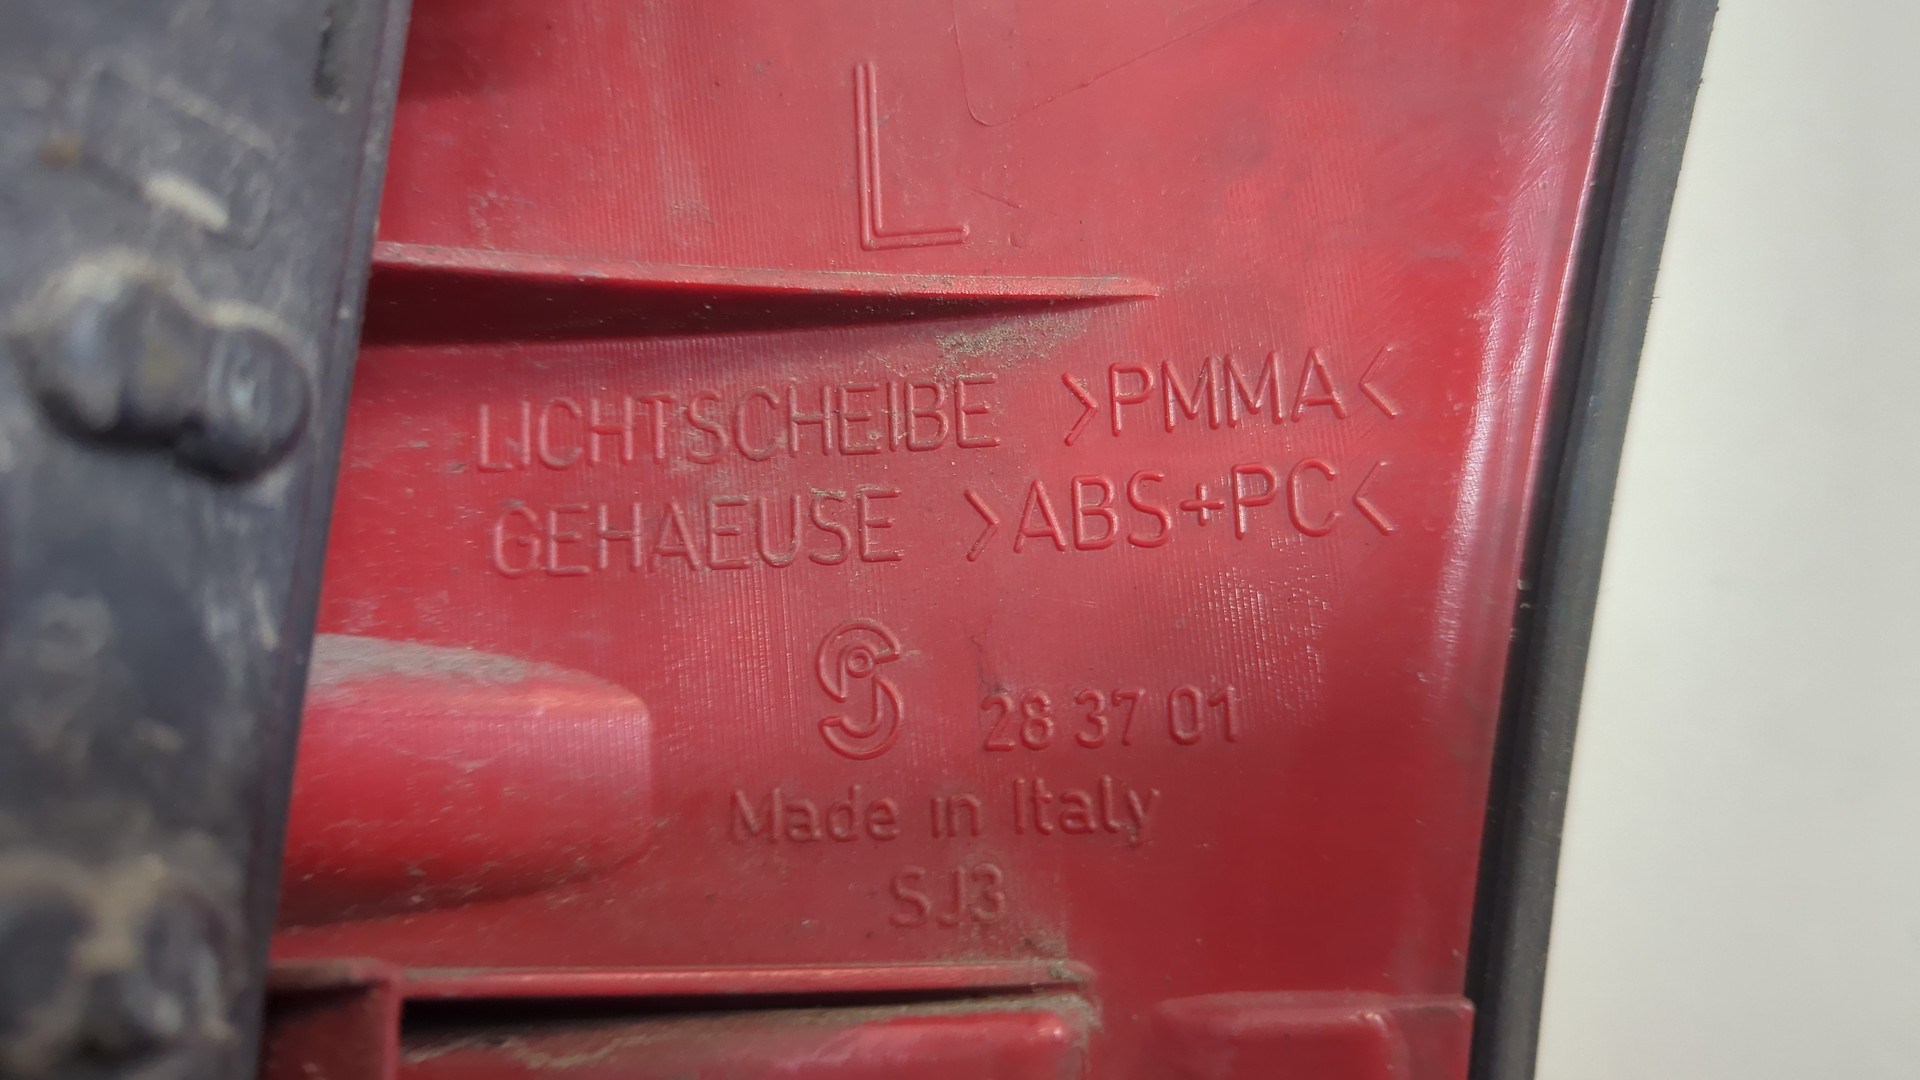 L
LICHTSCHEIBE >PMMA<
GEHAEUSE >ABS+PC<
28 37 01
Made in Italy
SJ3